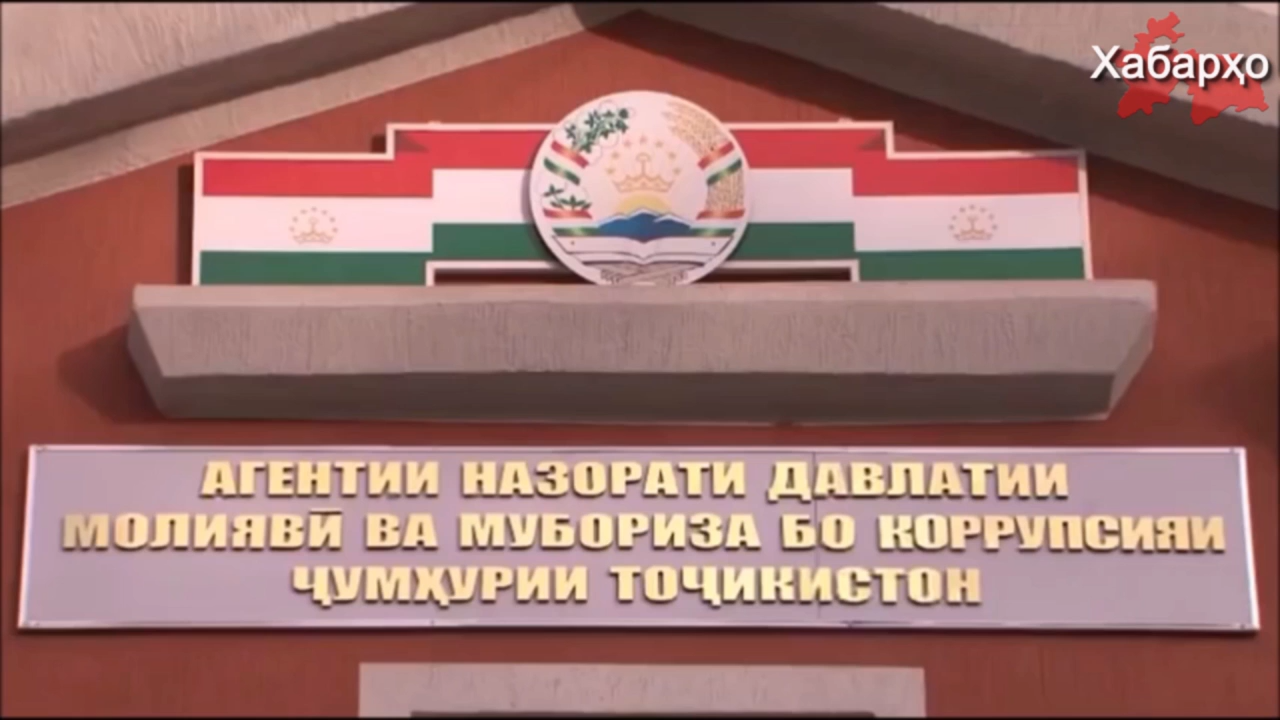 Хабарҳо
АГЕНТИИ НАЗОРАТИ ДАВЛАТИИ
МОЛИЯВӢ ВА МУБОРИЗА БО КОРРУПСИЯИ
ҶУМҲУРИИ ТОҶИКИСТОН